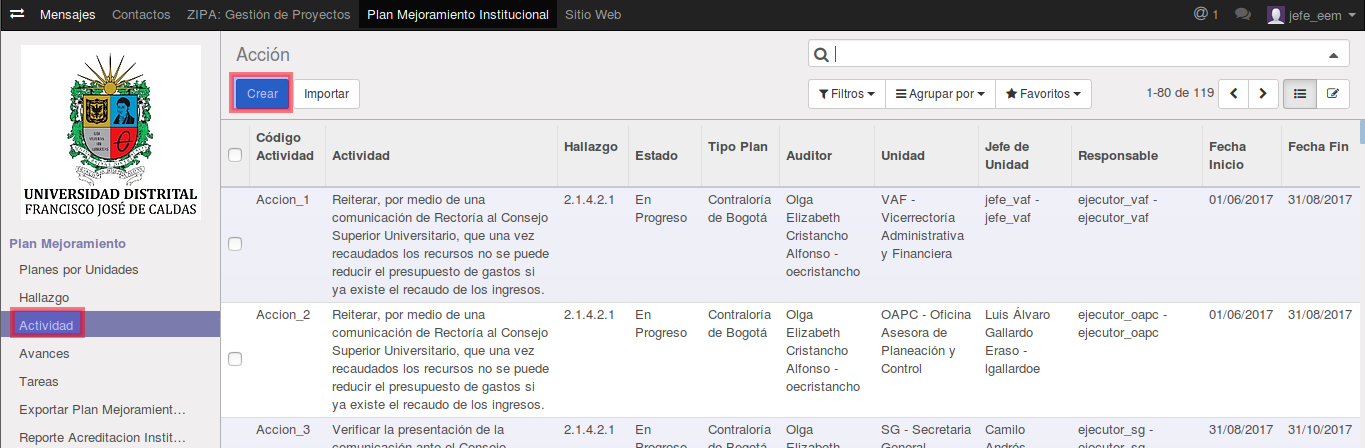 Mensajes Contactos ZIPA: Gestión de Proyectos Plan Mejoramiento Institucional Sitio Web @ 1 jefe_eem
UNIVERSIDAD DISTRITAL
FRANCISCO JOSÉ DE CALDAS
Plan Mejoramiento
Planes por Unidades
Hallazgo
Actividad
Avances
Tareas
Exportar Plan Mejoramient…
Reporte Acreditacion Instit…
Acción
Crear Importar
Filtros Agrupar por Favoritos 1-80 de 119
Código Actividad Actividad Hallazgo Estado Tipo Plan Auditor Unidad Jefe de Unidad Responsable Fecha Inicio Fecha Fin
Accion_1 Reiterar, por medio de una 2.1.4.2.1 En Contraloría Olga VAF - jefe_vaf - ejecutor_vaf - 01/06/2017 31/08/2017
comunicación de Rectoría al Consejo Progreso de Bogotá Elizabeth Vicerrectoría jefe_vaf ejecutor_vaf
Superior Universitario, que una vez Cristancho Administrativa
recaudados los recursos no se puede Alfonso - y Financiera
reducir el presupuesto de gastos si oecristancho
ya existe el recaudo de los ingresos.
Accion_2 Reiterar, por medio de una 2.1.4.2.1 En Contraloría Olga OAPC - Oficina Luis Álvaro ejecutor_oapc - 01/06/2017 31/08/2017
comunicación de Rectoría al Consejo Progreso de Bogotá Elizabeth Asesora de Gallardo ejecutor_oapc
Superior Universitario, que una vez Cristancho Planeación y Eraso -
recaudados los recursos no se puede Alfonso - Control lgallardoe
reducir el presupuesto de gastos si oecristancho
ya existe el recaudo de los ingresos.
Accion_3 Verificar la presentación de la 2.1.4.2.1 En Contraloría Olga SG - Secretaria Camilo ejecutor_sg - 31/08/2017 31/10/2017
comunicación ante el Consejo Progreso de Bogotá Elizabeth General Andrés ejecutor_sg